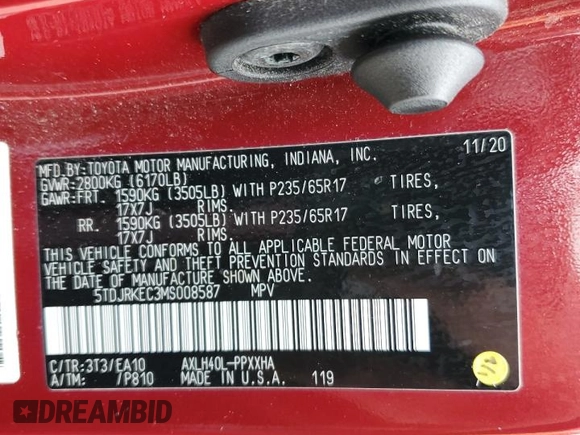 MFD.BY:TOYOTA MOTOR MANUFACTURING, INDIANA, INC. 11/20
GVWR:2800KG (6170LB)
GAWR:FRT. 1590KG (3505LB) WITH P235/65R17 TIRES,
17X7J RIMS,
RR. 1590KG (3505LB) WITH P235/65R17 TIRES,
17X7J RIMS,
THIS VEHICLE CONFORMS TO ALL APPLICABLE FEDERAL MOTOR
VEHICLE SAFETY AND THEFT PREVENTION STANDARDS IN EFFECT ON
THE DATE OF MANUFACTURE SHOWN ABOVE.
5TDJRKEC3MS008587 MPV
C/TR:3T3/EA10 AXLH40L-PPXXHA
A/TM: /P810 MADE IN U.S.A. 119
DREAMBID